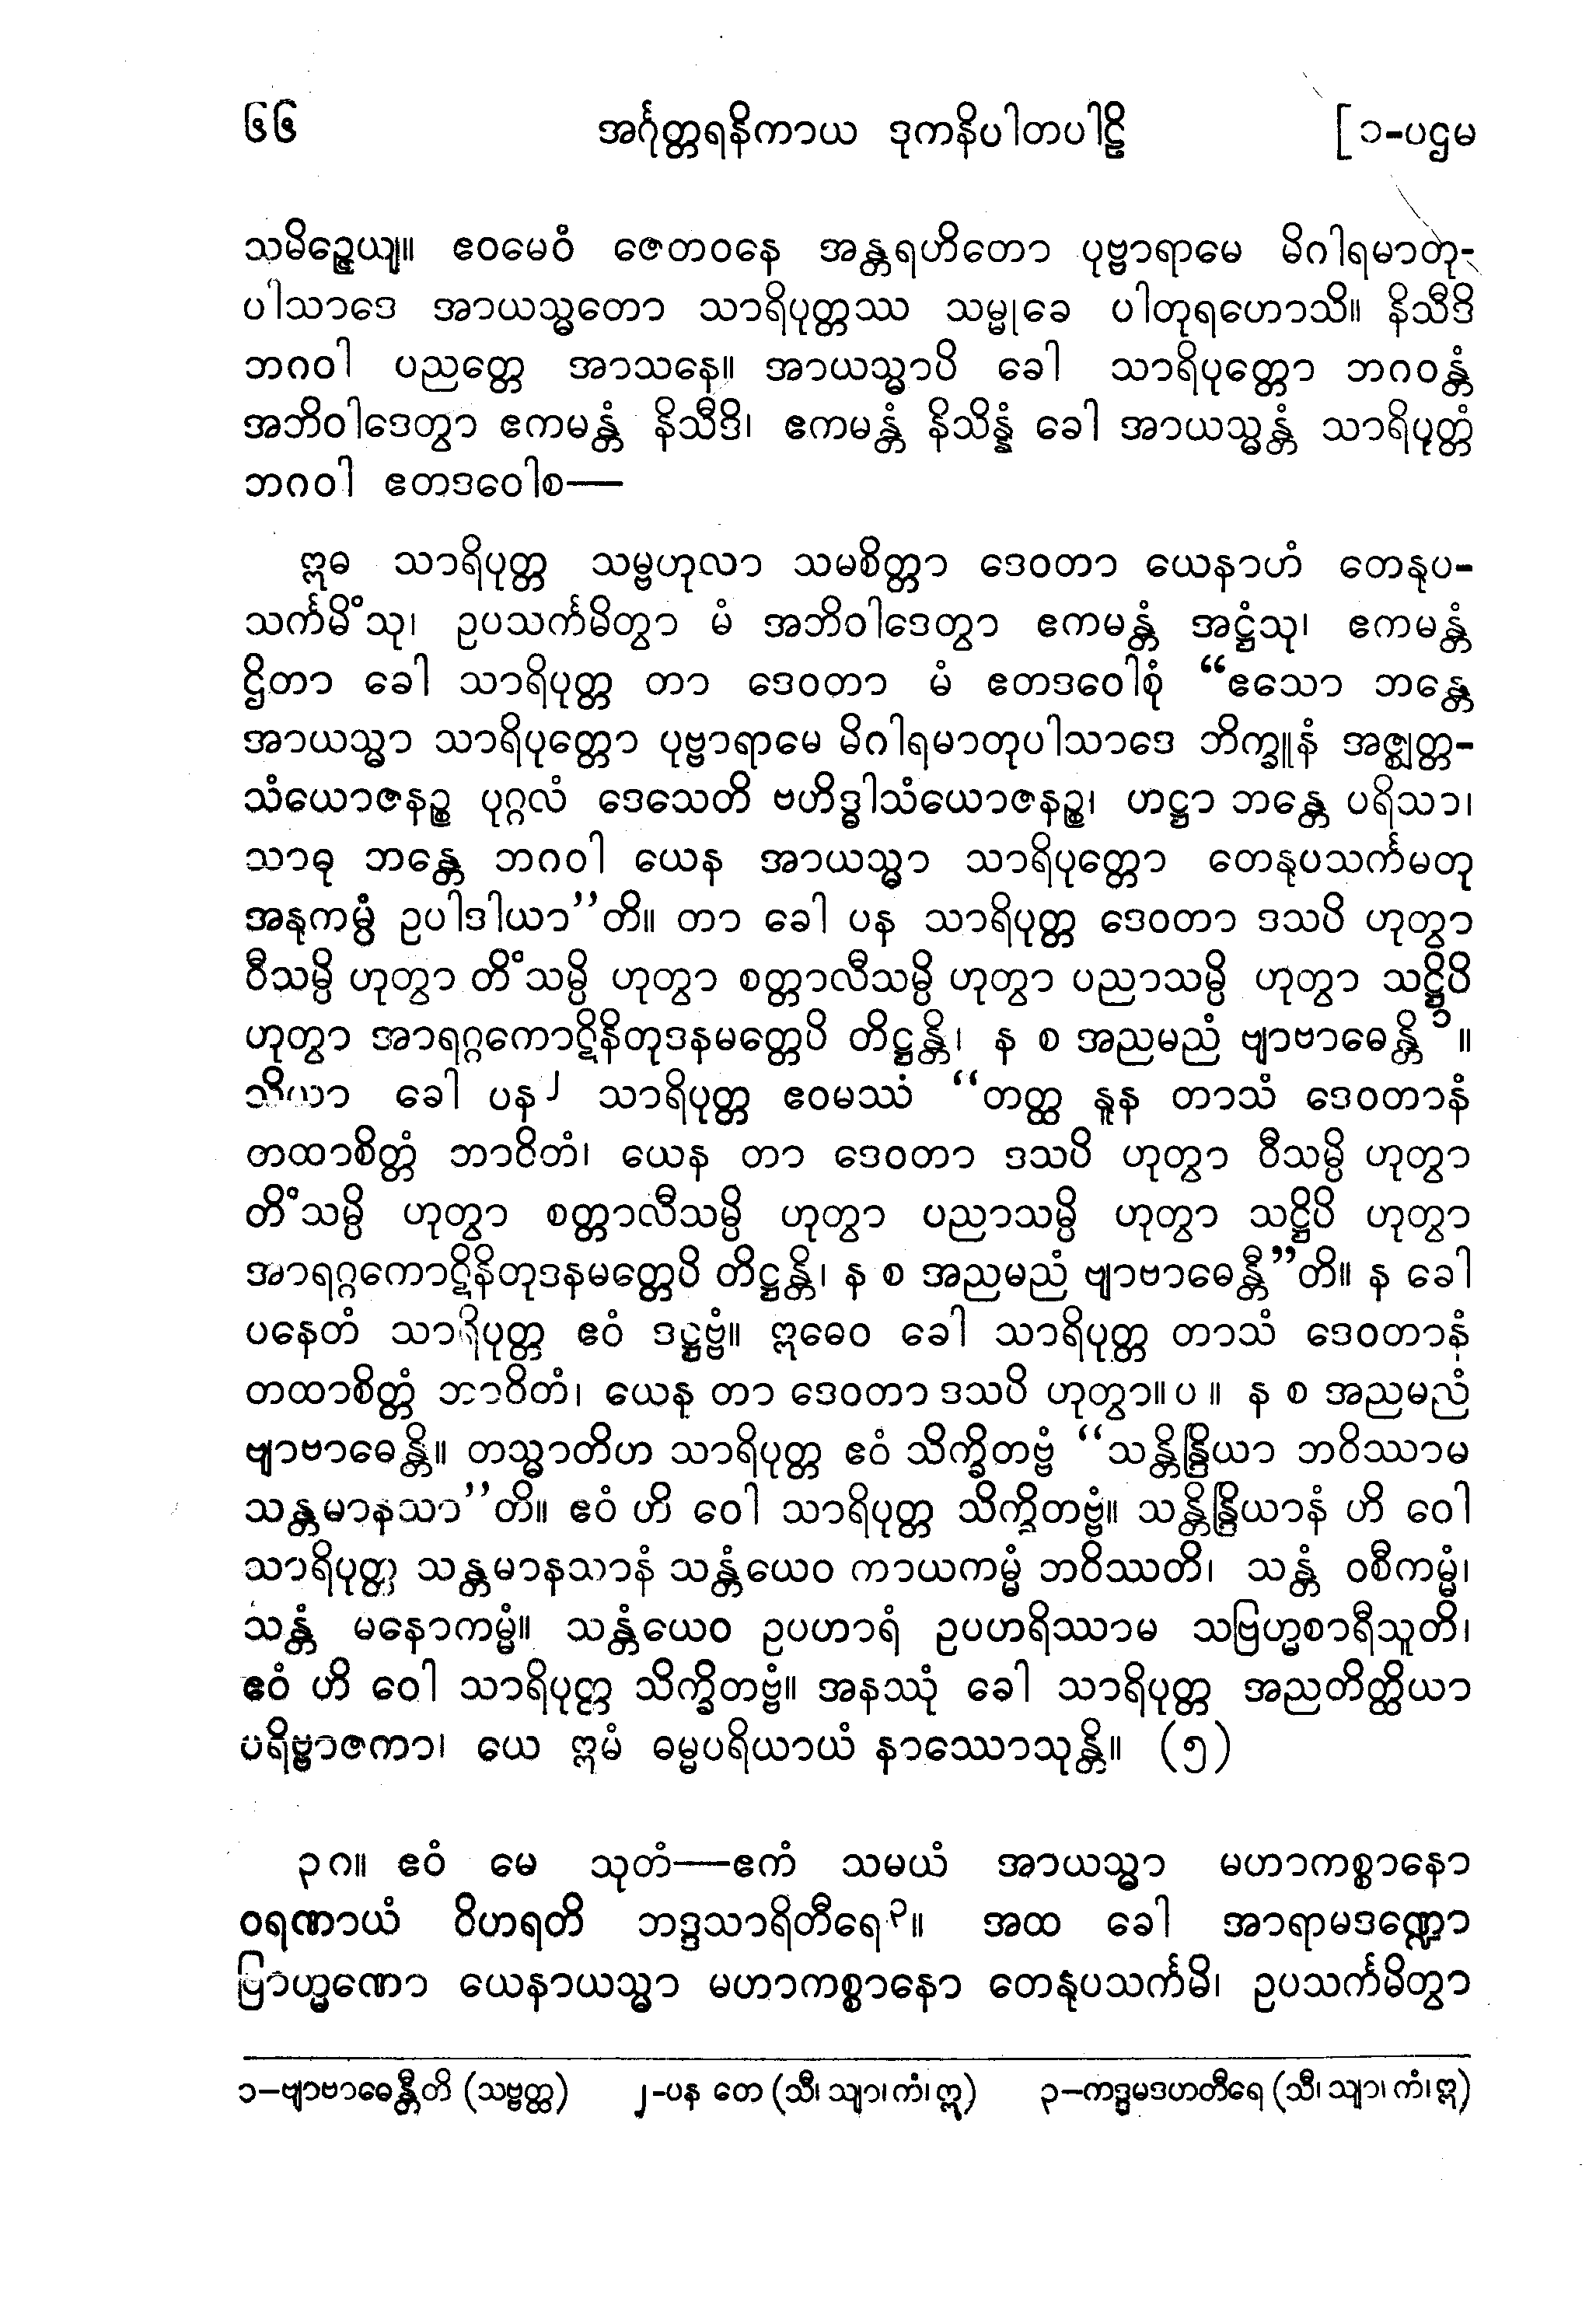 ၆၆ အင်္ဂုတ္တရနိကာယ ဒုကနိပါတပါဠိ [၁-ပဌမ
သမိဉ္ဇေယျ။ ဧဝမေဝံ ဇေတဝနေ အန္တရဟိတော ပုဗ္ဗာရာမေ မိဂါရမာတု-
ပါသာဒေ အာယသ္မတော သာရိပုတ္တဿ သမ္မုခေ ပါတုရဟောသိ။ နိသီဒိ
ဘဂဝါ ပညတ္တေ အာသနေ။ အာယသ္မာပိ ခေါ သာရိပုတ္တော ဘဂဝန္တံ
အဘိဝါဒေတွာ ဧကမန္တံ နိသီဒိ၊ ဧကမန္တံ နိသိန္နံ ခေါ အာယသ္မန္တံ သာရိပုတ္တံ
ဘဂဝါ ဧတဒဝေါစ—
ဣဓ သာရိပုတ္တ သမ္ဗဟုလာ သမစိတ္တာ ဒေဝတာ ယေနာဟံ တေနုပ-
သင်္ကမိံသု၊ ဥပသင်္ကမိတွာ မံ အဘိဝါဒေတွာ ဧကမန္တံ အဋ္ဌံသု၊ ဧကမန္တံ
ဌိတာ ခေါ သာရိပုတ္တ တာ ဒေဝတာ မံ ဧတဒဝေါစုံ “ဧသော ဘန္တေ
အာယသ္မာ သာရိပုတ္တော ပုဗ္ဗာရာမေ မိဂါရမာတုပါသာဒေ ဘိက္ခူနံ အဇ္ဈတ္တ-
သံယောဇနဉ္စ ပုဂ္ဂလံ ဒေသေတိ ဗဟိဒ္ဓါသံယောဇနဉ္စ၊ ဟဋ္ဌာ ဘန္တေ ပရိသာ၊
သာဓု ဘန္တေ ဘဂဝါ ယေန အာယသ္မာ သာရိပုတ္တော တေနုပသင်္ကမတု
အနုကမ္ပံ ဥပါဒါယာ”တိ။ တာ ခေါ ပန သာရိပုတ္တ ဒေဝတာ ဒသပိ ဟုတွာ
ဝီသမ္ပိ ဟုတွာ တိံသမ္ပိ ဟုတွာ စတ္တာလီသမ္ပိ ဟုတွာ ပညာသမ္ပိ ဟုတွာ သဋ္ဌိပိ
ဟုတွာ အာရဂ္ဂကောဋိနိတုဒနမတ္တေပိ တိဋ္ဌန္တိ၊ န စ အညမညံ ဗျာဗာဓေန္တိ၁။
သိယာ ခေါ ပန၂ သာရိပုတ္တ ဧဝမဿံ “တတ္ထ နူန တာသံ ဒေဝတာနံ
တထာစိတ္တံ ဘာဝိတံ၊ ယေန တာ ဒေဝတာ ဒသပိ ဟုတွာ ဝီသမ္ပိ ဟုတွာ
တိံသမ္ပိ ဟုတွာ စတ္တာလီသမ္ပိ ဟုတွာ ပညာသမ္ပိ ဟုတွာ သဋ္ဌိပိ ဟုတွာ
အာရဂ္ဂကောဋိနိတုဒနမတ္တေပိ တိဋ္ဌန္တိ၊ န စ အညမညံ ဗျာဗာဓေန္တီ”တိ။ န ခေါ
ပနေတံ သာရိပုတ္တ ဧဝံ ဒဋ္ဌဗ္ဗံ။ ဣဓေဝ ခေါ သာရိပုတ္တ တာသံ ဒေဝတာနံ
တထာစိတ္တံ ဘာဝိတံ၊ ယေန တာ ဒေဝတာ ဒသပိ ဟုတွာ။ ပ ။ န စ အညမညံ
ဗျာဗာဓေန္တိ။ တသ္မာတိဟ သာရိပုတ္တ ဧဝံ သိက္ခိတဗ္ဗံ “သန္တိန္ဒြိယာ ဘဝိဿာမ
သန္တမာနသာ”တိ။ ဧဝံ ဟိ ဝေါ သာရိပုတ္တ သိက္ခိတဗ္ဗံ။ သန္တိန္ဒြိယာနံ ဟိ ဝေါ
သာရိပုတ္တ သန္တမာနသာနံ သန္တံယေဝ ကာယကမ္မံ ဘဝိဿတိ၊ သန္တံ ဝစီကမ္မံ၊
သန္တံ မနောကမ္မံ။ သန္တံယေဝ ဥပဟာရံ ဥပဟရိဿာမ သဗြဟ္မစာရီသူတိ၊
ဧဝံ ဟိ ဝေါ သာရိပုတ္တ သိက္ခိတဗ္ဗံ။ အနဿုံ ခေါ သာရိပုတ္တ အညတိတ္ထိယာ
ပရိဗ္ဗာဇကာ၊ ယေ ဣမံ ဓမ္မပရိယာယံ နာဿောသုန္တိ။ (၅)
၃၈။ ဧဝံ မေ သုတံ—ဧကံ သမယံ အာယသ္မာ မဟာကစ္စာနော
ဝရဏာယံ ဝိဟရတိ ဘဒ္ဒသာရိတီရေ၃။ အထ ခေါ အာရာမဒဏ္ဍော
ဗြာဟ္မဏော ယေနာယသ္မာ မဟာကစ္စာနော တေနုပသင်္ကမိ၊ ဥပသင်္ကမိတွာ
၁-ဗျာဗာဓေန္တီတိ (သဗ္ဗတ္ထ) ၂-ပန တေ (သီ၊ သျာ၊ ကံ၊ ဣ) ၃-ကဒ္ဒမဒဟတီရေ (သီ၊ သျာ၊ ကံ၊ ဣ)